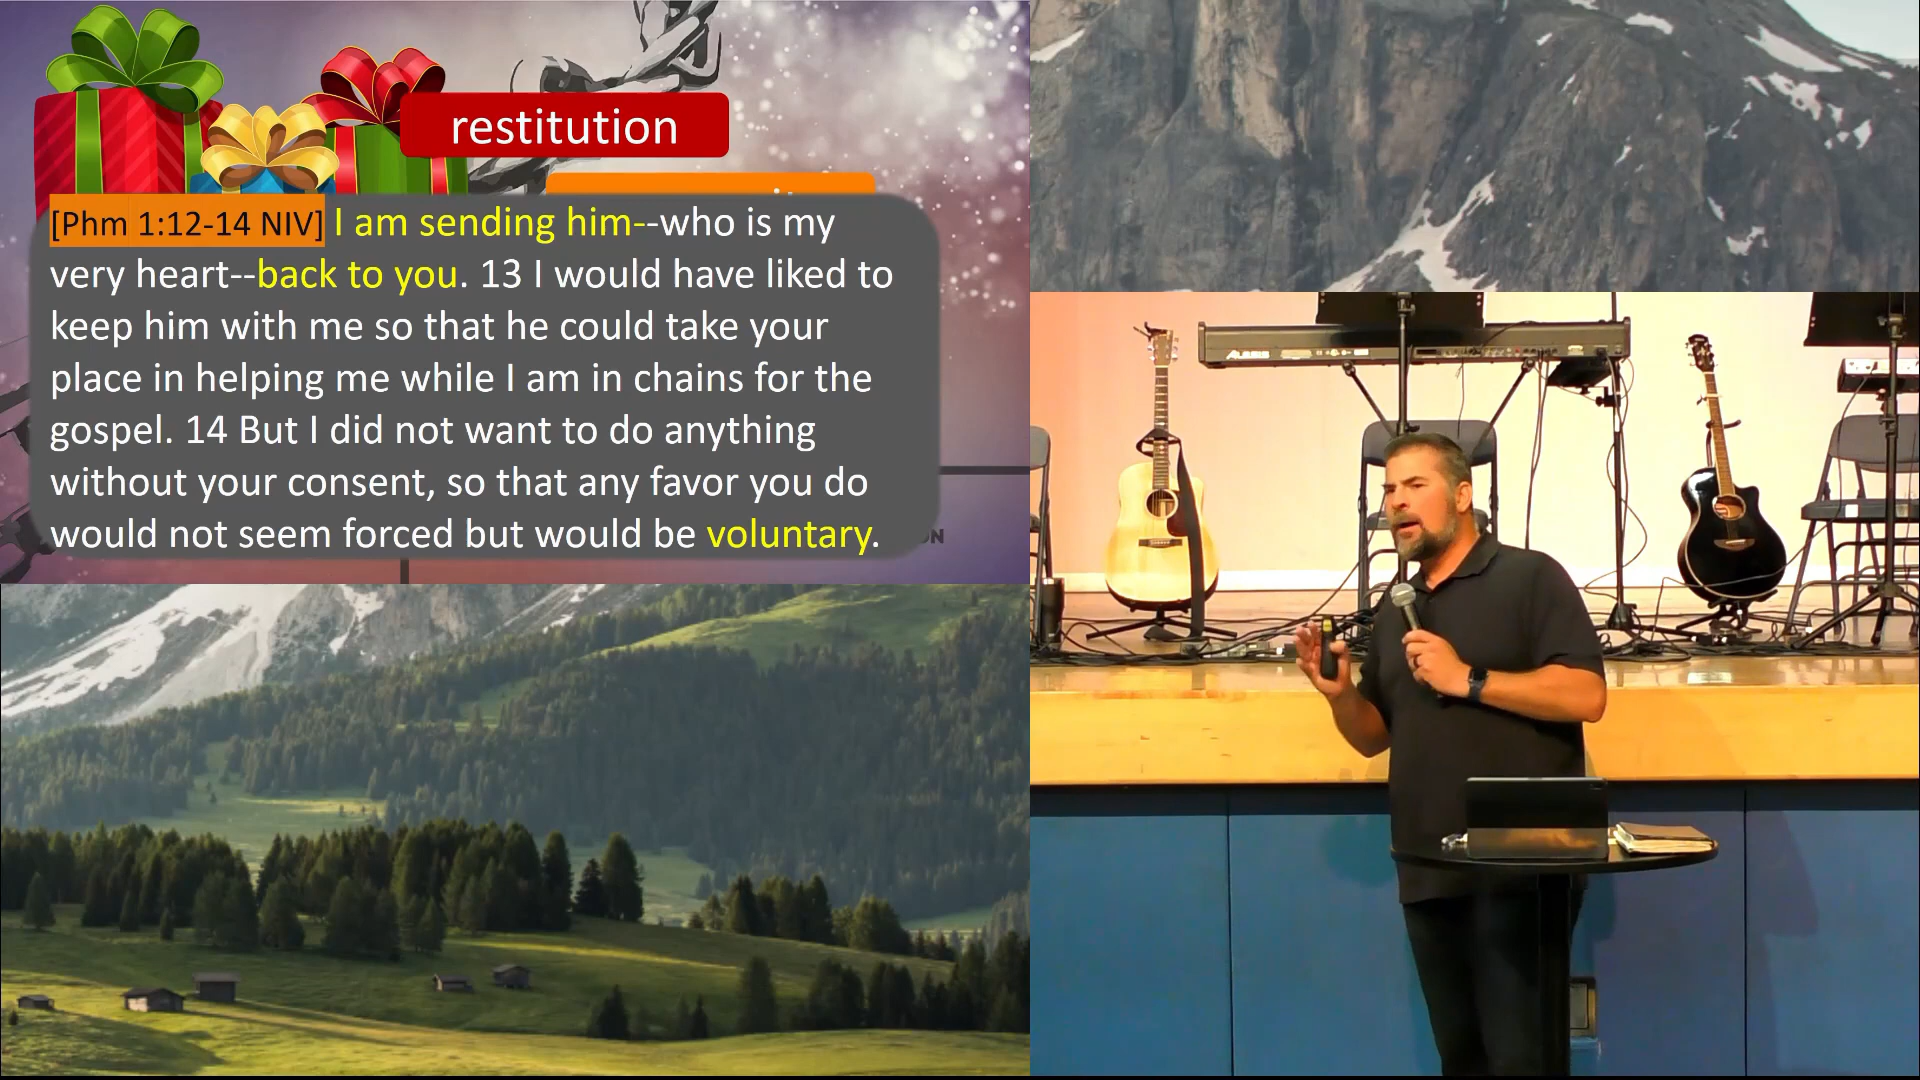 restitution
[Phm 1:12-14 NIV] I am sending him--who is my
very heart--back to you. 13 I would have liked to
keep him with me so that he could take your
place in helping me while I am in chains for the
gospel. 14 But I did not want to do anything
without your consent, so that any favor you do
would not seem forced but would be voluntary.
ON
ALESIS